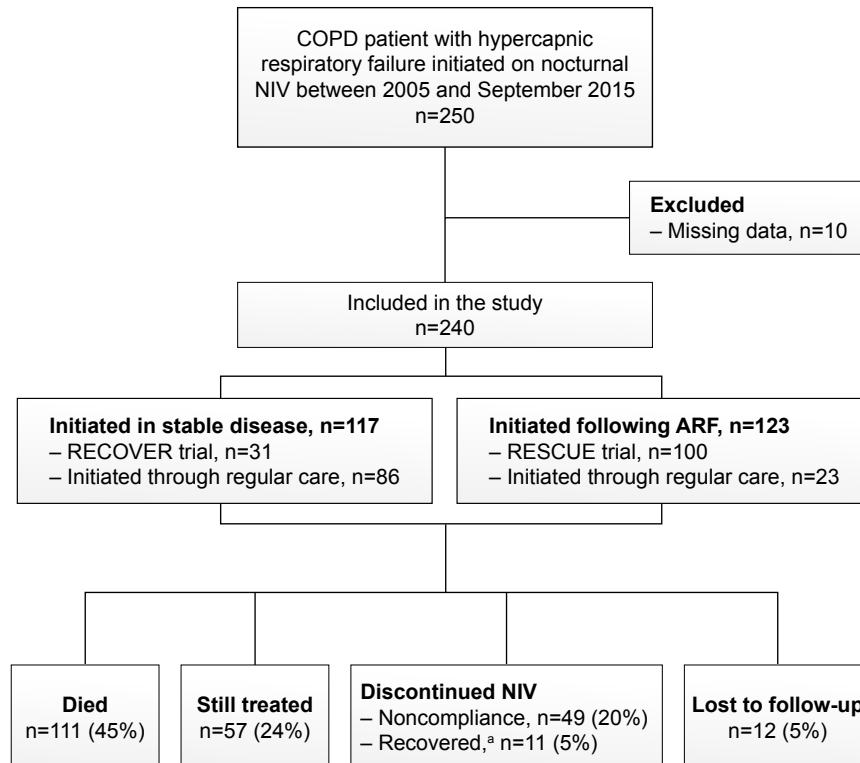 COPD patient with hypercapnic
respiratory failure initiated on nocturnal
NIV between 2005 and September 2015
n=250
Excluded
– Missing data, n=10
Included in the study
n=240
Initiated in stable disease, n=117
– RECOVER trial, n=31
– Initiated through regular care, n=86
Initiated following ARF, n=123
– RESCUE trial, n=100
– Initiated through regular care, n=23
Died
n=111 (45%)
Still treated
n=57 (24%)
Discontinued NIV
– Noncompliance, n=49 (20%)
– Recovered,ᵃ n=11 (5%)
Lost to follow-up
n=12 (5%)